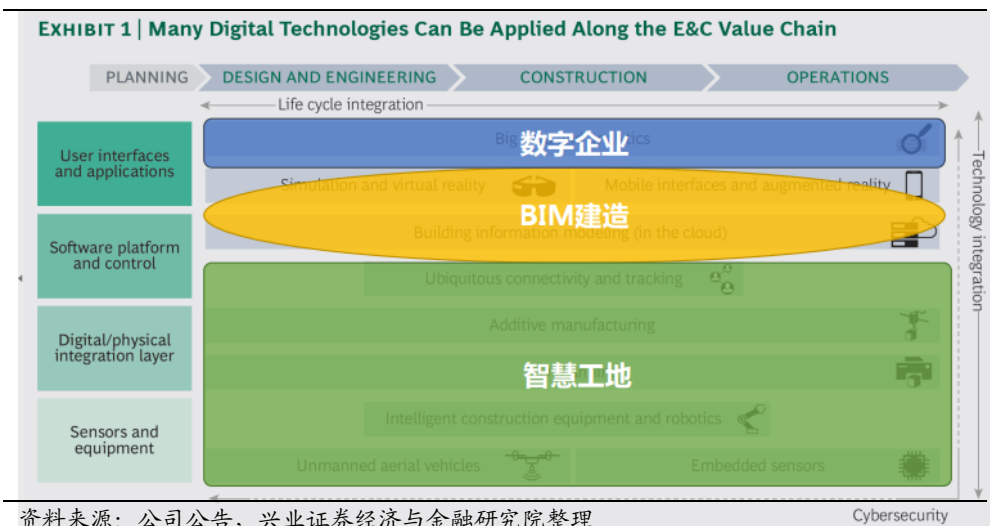 EXHIBIT 1 | Many Digital Technologies Can Be Applied Along the E&C Value Chain
PLANNING
DESIGN AND ENGINEERING
CONSTRUCTION
OPERATIONS
Life cycle integration
User interfaces
and applications
Big
数字企业
Simulation and virtual reality
Mobile interfaces and augmented reality
BIM建造
Software platform
and control
Building information modeling (in the cloud)
Ubiquitous connectivity and tracking
Technology integration
Digital/physical
integration layer
Additive manufacturing
智慧工地
Sensors and
equipment
Intelligent construction equipment and robotics
Unmanned aerial vehicles
Embedded sensors
Cybersecurity
资料来源：公司公告，兴业证券经济与金融研究院整理